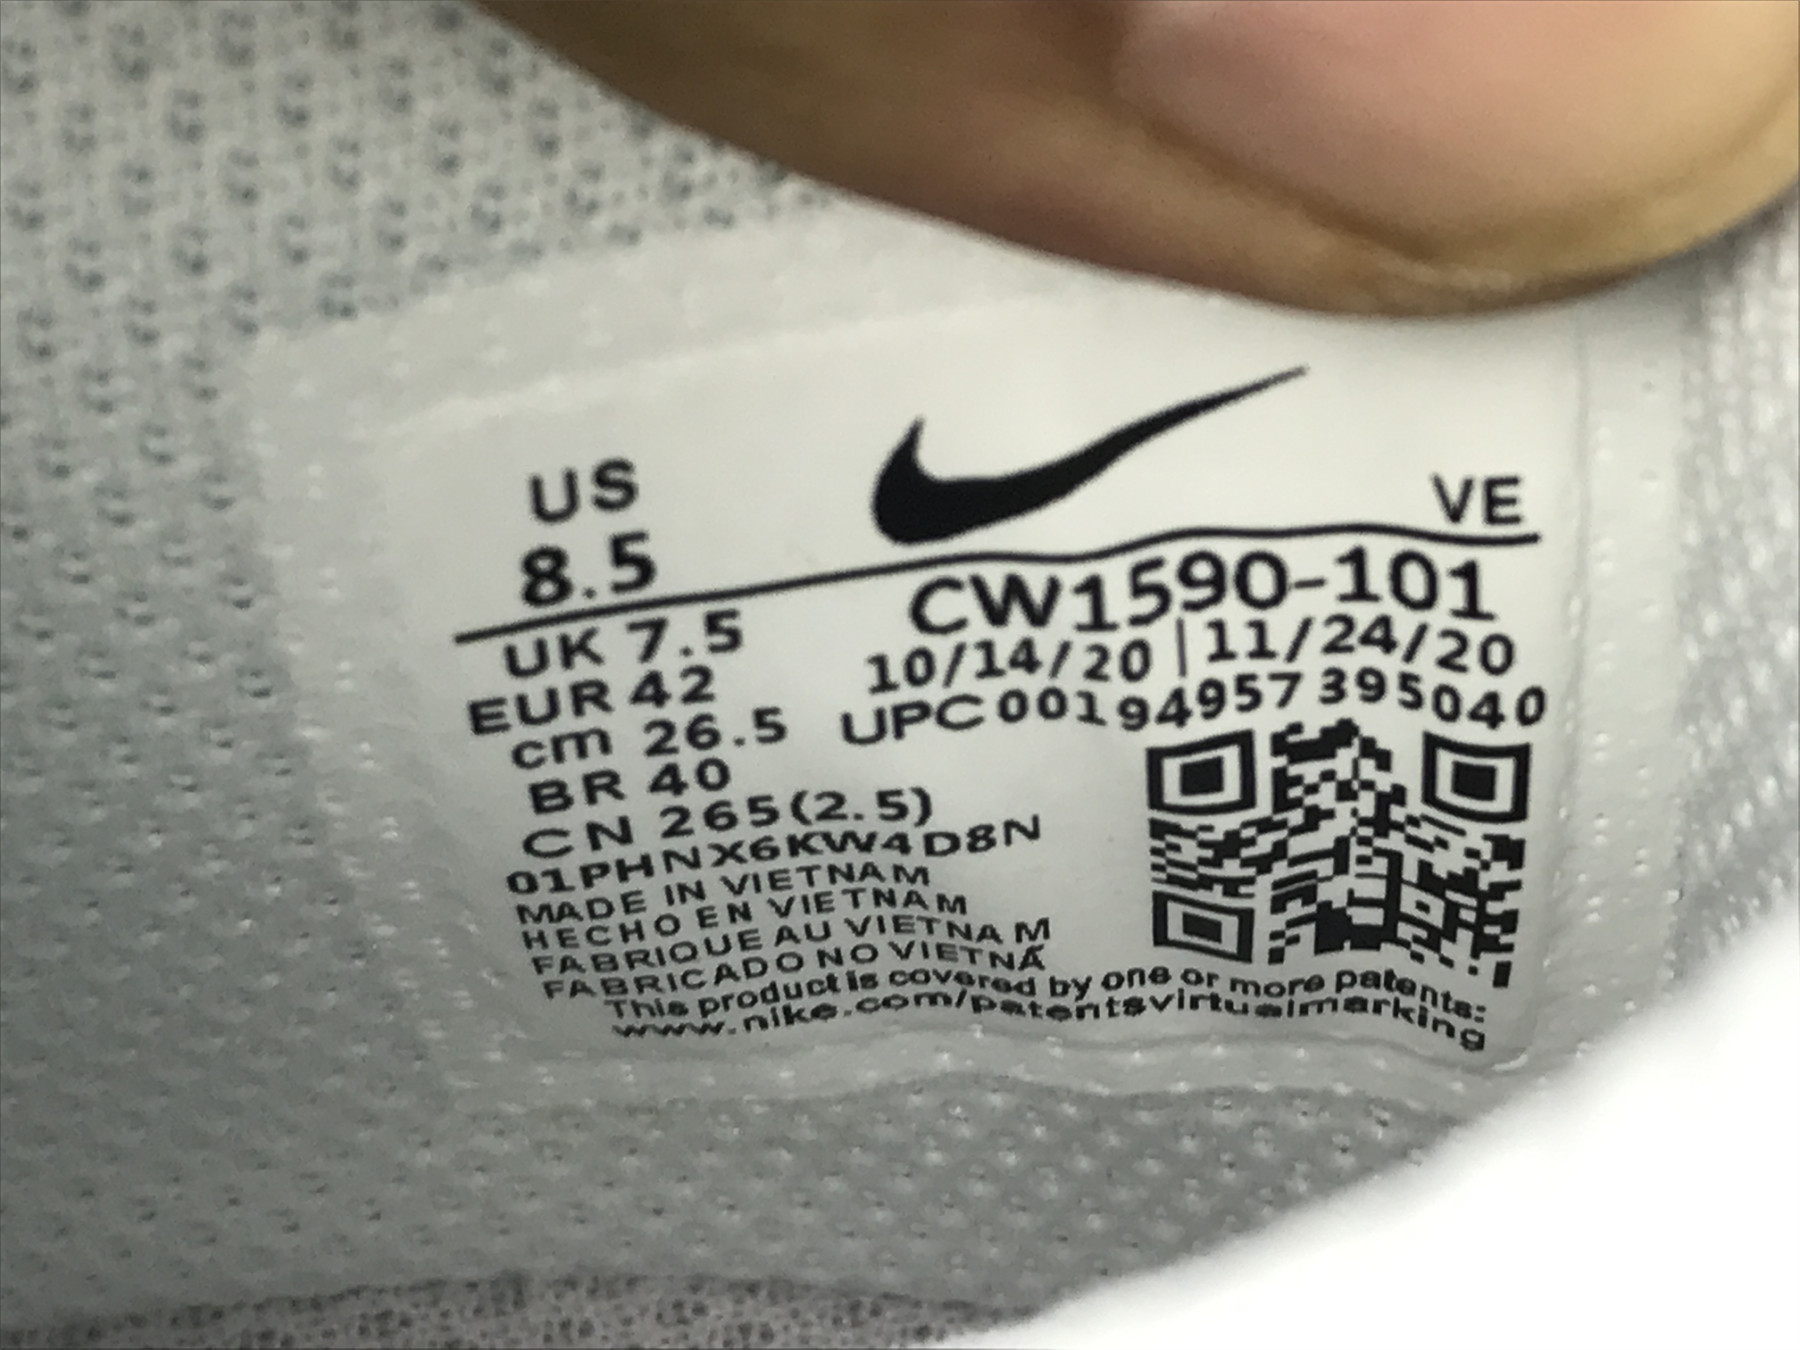 US
8.5
VE
UK 7.5
EUR 42
cm 26.5
BR 40
CN 265(2.5)
CW1590-101
10/14/20 | 11/24/20
UPC 00194957395040
01PHNX6KW4D8N
MADE IN VIETNAM
HECHO EN VIETNAM
FABRIQUE AU VIETNAM
FABRICADO NO VIETNÃ
This product is covered by one or more patents:
www.nike.com/patentsvirtualmarking